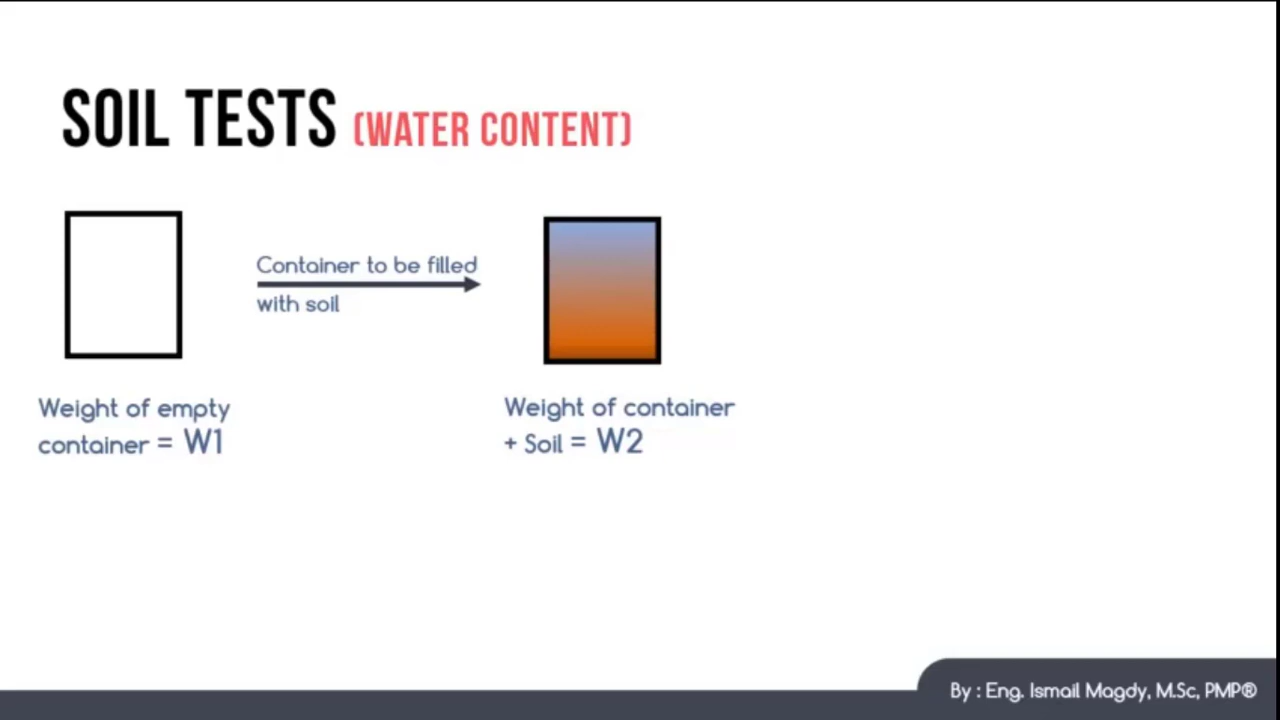 SOIL TESTS (WATER CONTENT)
Container to be filled
with soil
Weight of empty
container = W1
Weight of container
+ Soil = W2
By : Eng. Ismail Magdy, M.Sc, PMP®